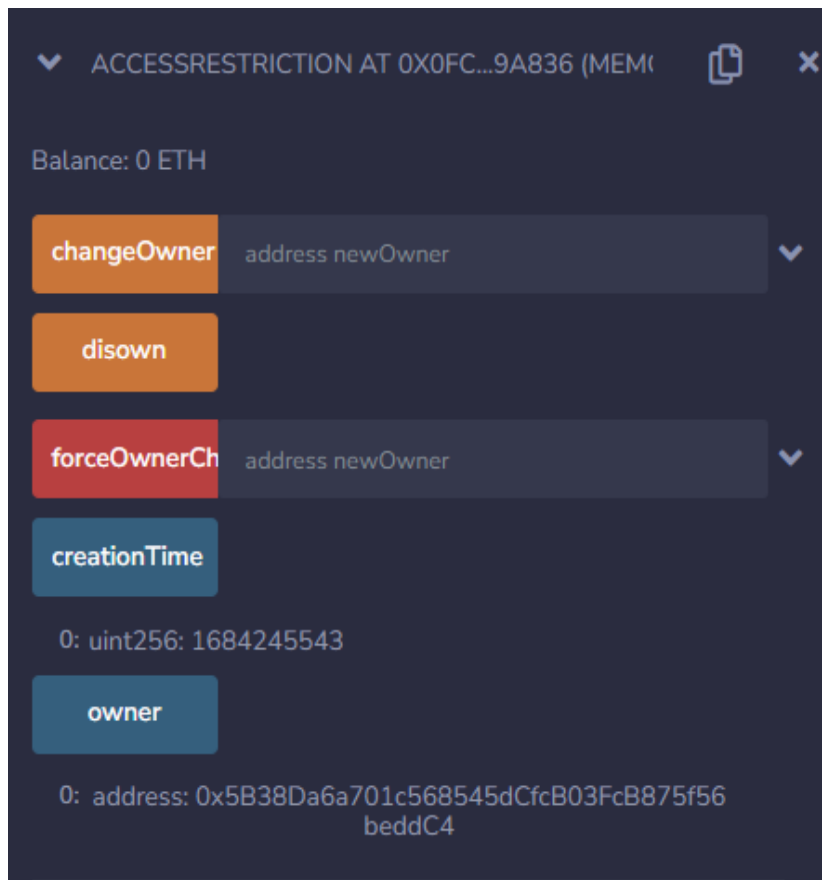 ACCESSRESTRICTION AT 0X0FC...9A836 (MEM
Balance: 0 ETH
changeOwner address newOwner
disown
forceOwnerCh address newOwner
creationTime
0: uint256: 1684245543
owner
0: address: 0x5B38Da6a701c568545dCfcB03FcB875f56
beddC4